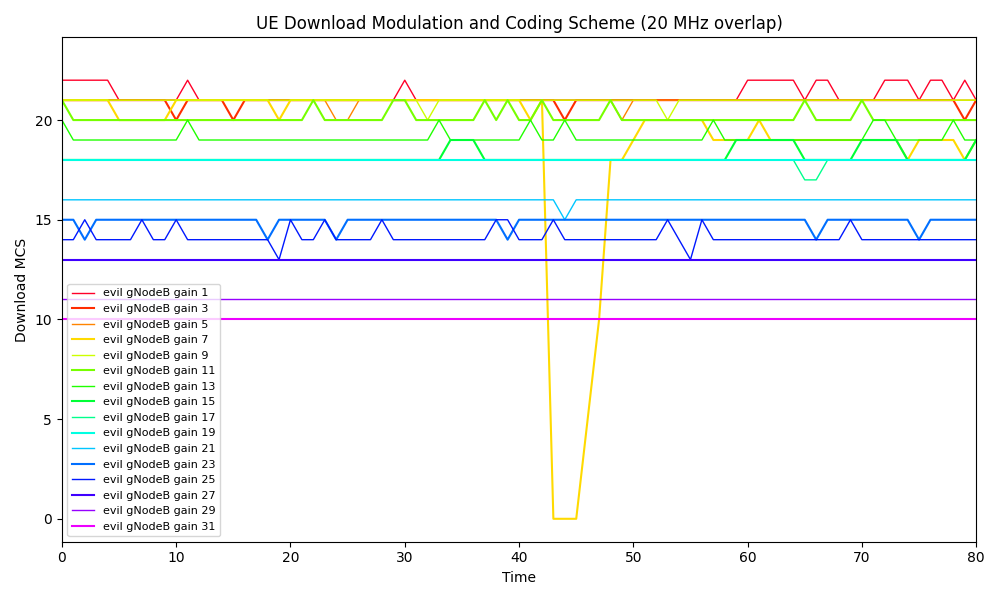 UE Download Modulation and Coding Scheme (20 MHz overlap)
Download MCS
20
15
10
5
0
evil gNodeB gain 1
evil gNodeB gain 3
evil gNodeB gain 5
evil gNodeB gain 7
evil gNodeB gain 9
evil gNodeB gain 11
evil gNodeB gain 13
evil gNodeB gain 15
evil gNodeB gain 17
evil gNodeB gain 19
evil gNodeB gain 21
evil gNodeB gain 23
evil gNodeB gain 25
evil gNodeB gain 27
evil gNodeB gain 29
evil gNodeB gain 31
0 10 20 30 40 50 60 70 80
Time